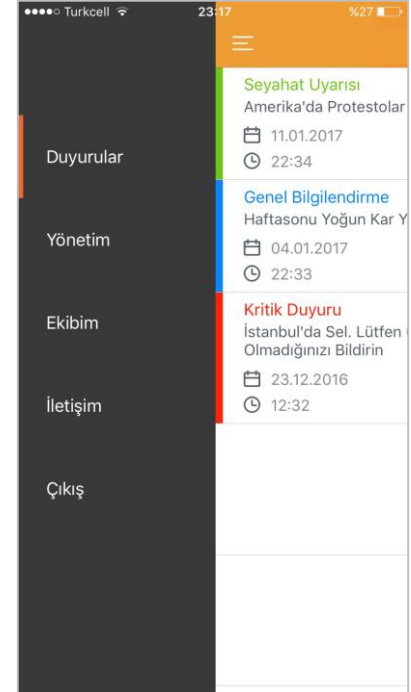 Turkcell 23:17 %27
Duyurular
Yönetim
Ekibim
İletişim
Çıkış
Seyahat Uyarısı
Amerika'da Protestolar
11.01.2017
22:34
Genel Bilgilendirme
Haftasonu Yoğun Kar Y
04.01.2017
22:33
Kritik Duyuru
İstanbul'da Sel. Lütfen
Olmadığınızı Bildirin
23.12.2016
12:32